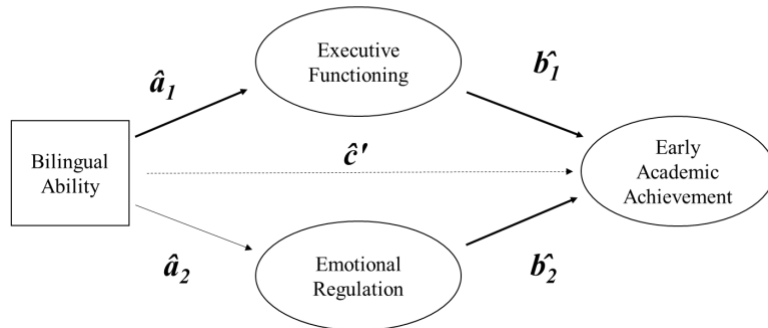 Executive
Functioning
â₁
b̂₁
Bilingual
Ability
ĉ'
Early
Academic
Achievement
â₂
Emotional
Regulation
b̂₂